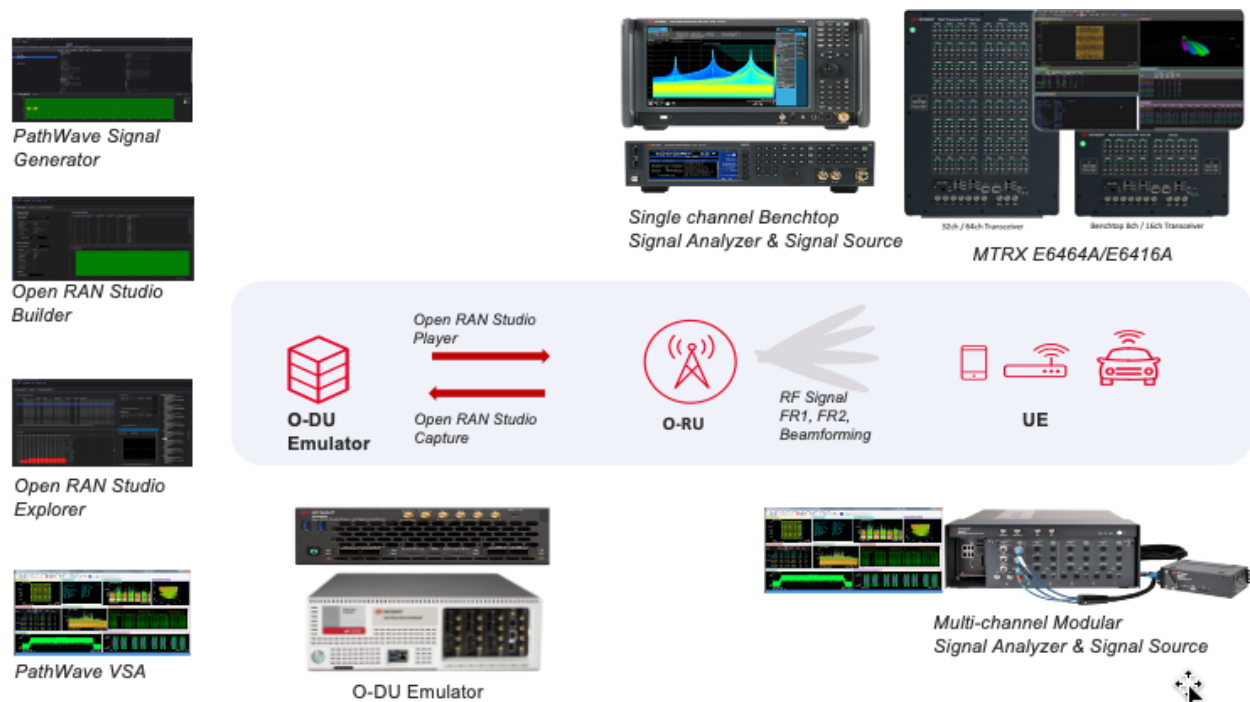 PathWave Signal
Generator
Open RAN Studio
Builder
Open RAN Studio
Explorer
PathWave VSA
Single channel Benchtop
Signal Analyzer & Signal Source
32ch / 64ch Transceiver
Benchtop 8ch / 16ch Transceiver
MTRX E6464A/E6416A
Open RAN Studio
Player
O-DU
Emulator
Open RAN Studio
Capture
O-RU
RF Signal
FR1, FR2,
Beamforming
UE
O-DU Emulator
Multi-channel Modular
Signal Analyzer & Signal Source